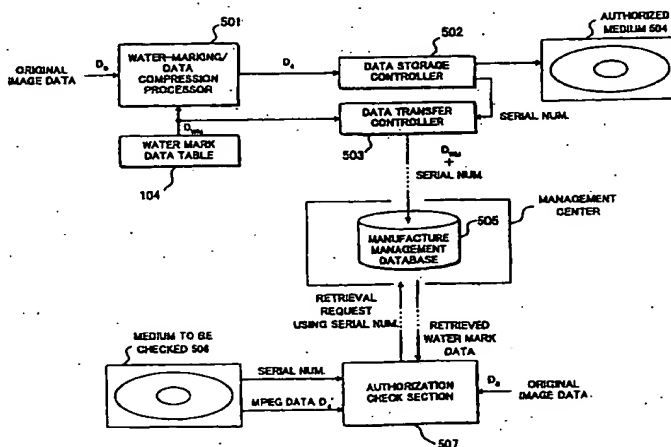 501
AUTHORIZED
MEDIUM 504
ORIGINAL
IMAGE DATA
WATER-MARKING/
DATA
COMPRESSION
PROCESSOR
502
DATA STORAGE
CONTROLLER
DATA TRANSFER
CONTROLLER
SERIAL NUM.
WATER MARK
DATA TABLE
503
104
D_WM
+
SERIAL NUM.
MANAGEMENT
CENTER
505
MANUFACTURE
MANAGEMENT
DATABASE
RETRIEVAL
REQUEST
USING SERIAL NUM.
RETRIEVED
WATER MARK
DATA
MEDIUM TO BE
CHECKED 506
SERIAL NUM.
MPEG DATA
AUTHORIZATION
CHECK SECTION
ORIGINAL
IMAGE DATA
507